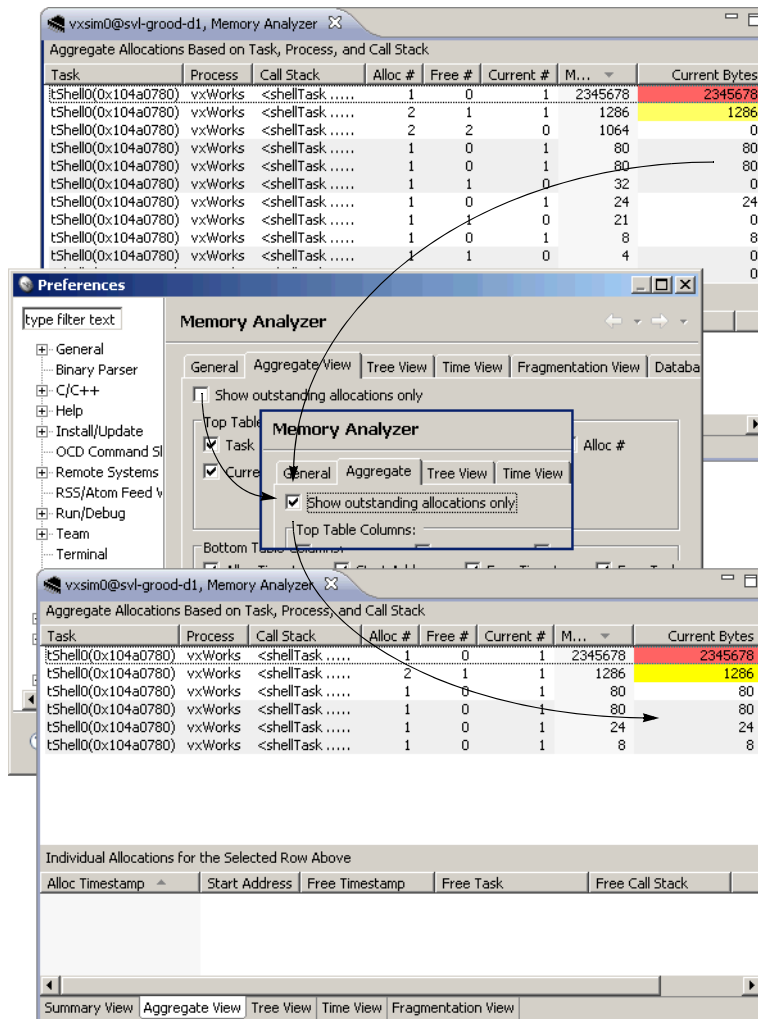 vxsim0@svl-grood-d1, Memory Analyzer
Aggregate Allocations Based on Task, Process, and Call Stack
Task Process Call Stack Alloc # Free # Current # M... Current Bytes
tShell0(0x104a0780) vxWorks <shellTask ..... 1 0 1 2345678 2345678
tShell0(0x104a0780) vxWorks <shellTask ..... 2 1 1 1286 1286
tShell0(0x104a0780) vxWorks <shellTask ..... 2 2 0 1064 0
tShell0(0x104a0780) vxWorks <shellTask ..... 1 0 1 80 80
tShell0(0x104a0780) vxWorks <shellTask ..... 1 0 1 80 80
tShell0(0x104a0780) vxWorks <shellTask ..... 1 1 0 32 0
tShell0(0x104a0780) vxWorks <shellTask ..... 1 0 1 24 24
tShell0(0x104a0780) vxWorks <shellTask ..... 1 1 0 21 0
tShell0(0x104a0780) vxWorks <shellTask ..... 1 0 1 8 8
tShell0(0x104a0780) vxWorks <shellTask ..... 1 1 0 4 0
0
Preferences
type filter text
Memory Analyzer
General
Binary Parser
C/C++
Help
Install/Update
OCD Command Sl
Remote Systems
RSS/Atom Feed V
Run/Debug
Team
Terminal
General Aggregate View Tree View Time View Fragmentation View Databa
Show outstanding allocations only
Top Tabl
Task Alloc #
Curre
Memory Analyzer
General Aggregate Tree View Time View
Show outstanding allocations only
Top Table Columns:
Bottom Table Columns:
vxsim0@svl-grood-d1, Memory Analyzer
Aggregate Allocations Based on Task, Process, and Call Stack
Task Process Call Stack Alloc # Free # Current # M... Current Bytes
tShell0(0x104a0780) vxWorks <shellTask ..... 1 0 1 2345678 2345678
tShell0(0x104a0780) vxWorks <shellTask ..... 2 1 1 1286 1286
tShell0(0x104a0780) vxWorks <shellTask ..... 1 0 1 80 80
tShell0(0x104a0780) vxWorks <shellTask ..... 1 0 1 80 80
tShell0(0x104a0780) vxWorks <shellTask ..... 1 0 1 24 24
tShell0(0x104a0780) vxWorks <shellTask ..... 1 0 1 8 8
Individual Allocations for the Selected Row Above
Alloc Timestamp Start Address Free Timestamp Free Task Free Call Stack
Summary View Aggregate View Tree View Time View Fragmentation View